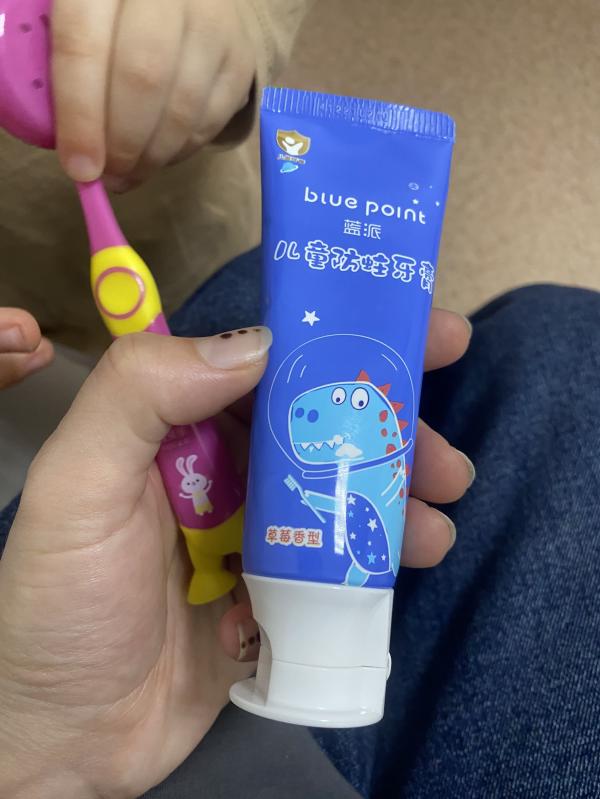 blue point
蓝派
儿童防蛀牙膏
草莓香型